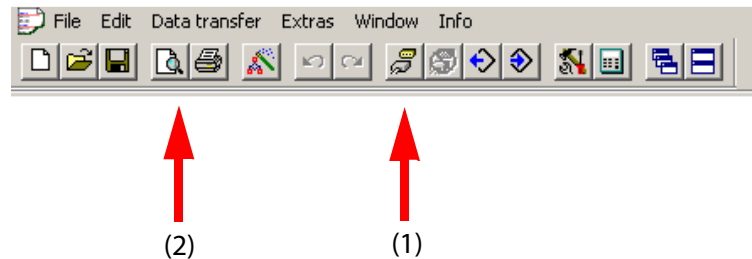 File Edit Data transfer Extras Window Info
(2) (1)